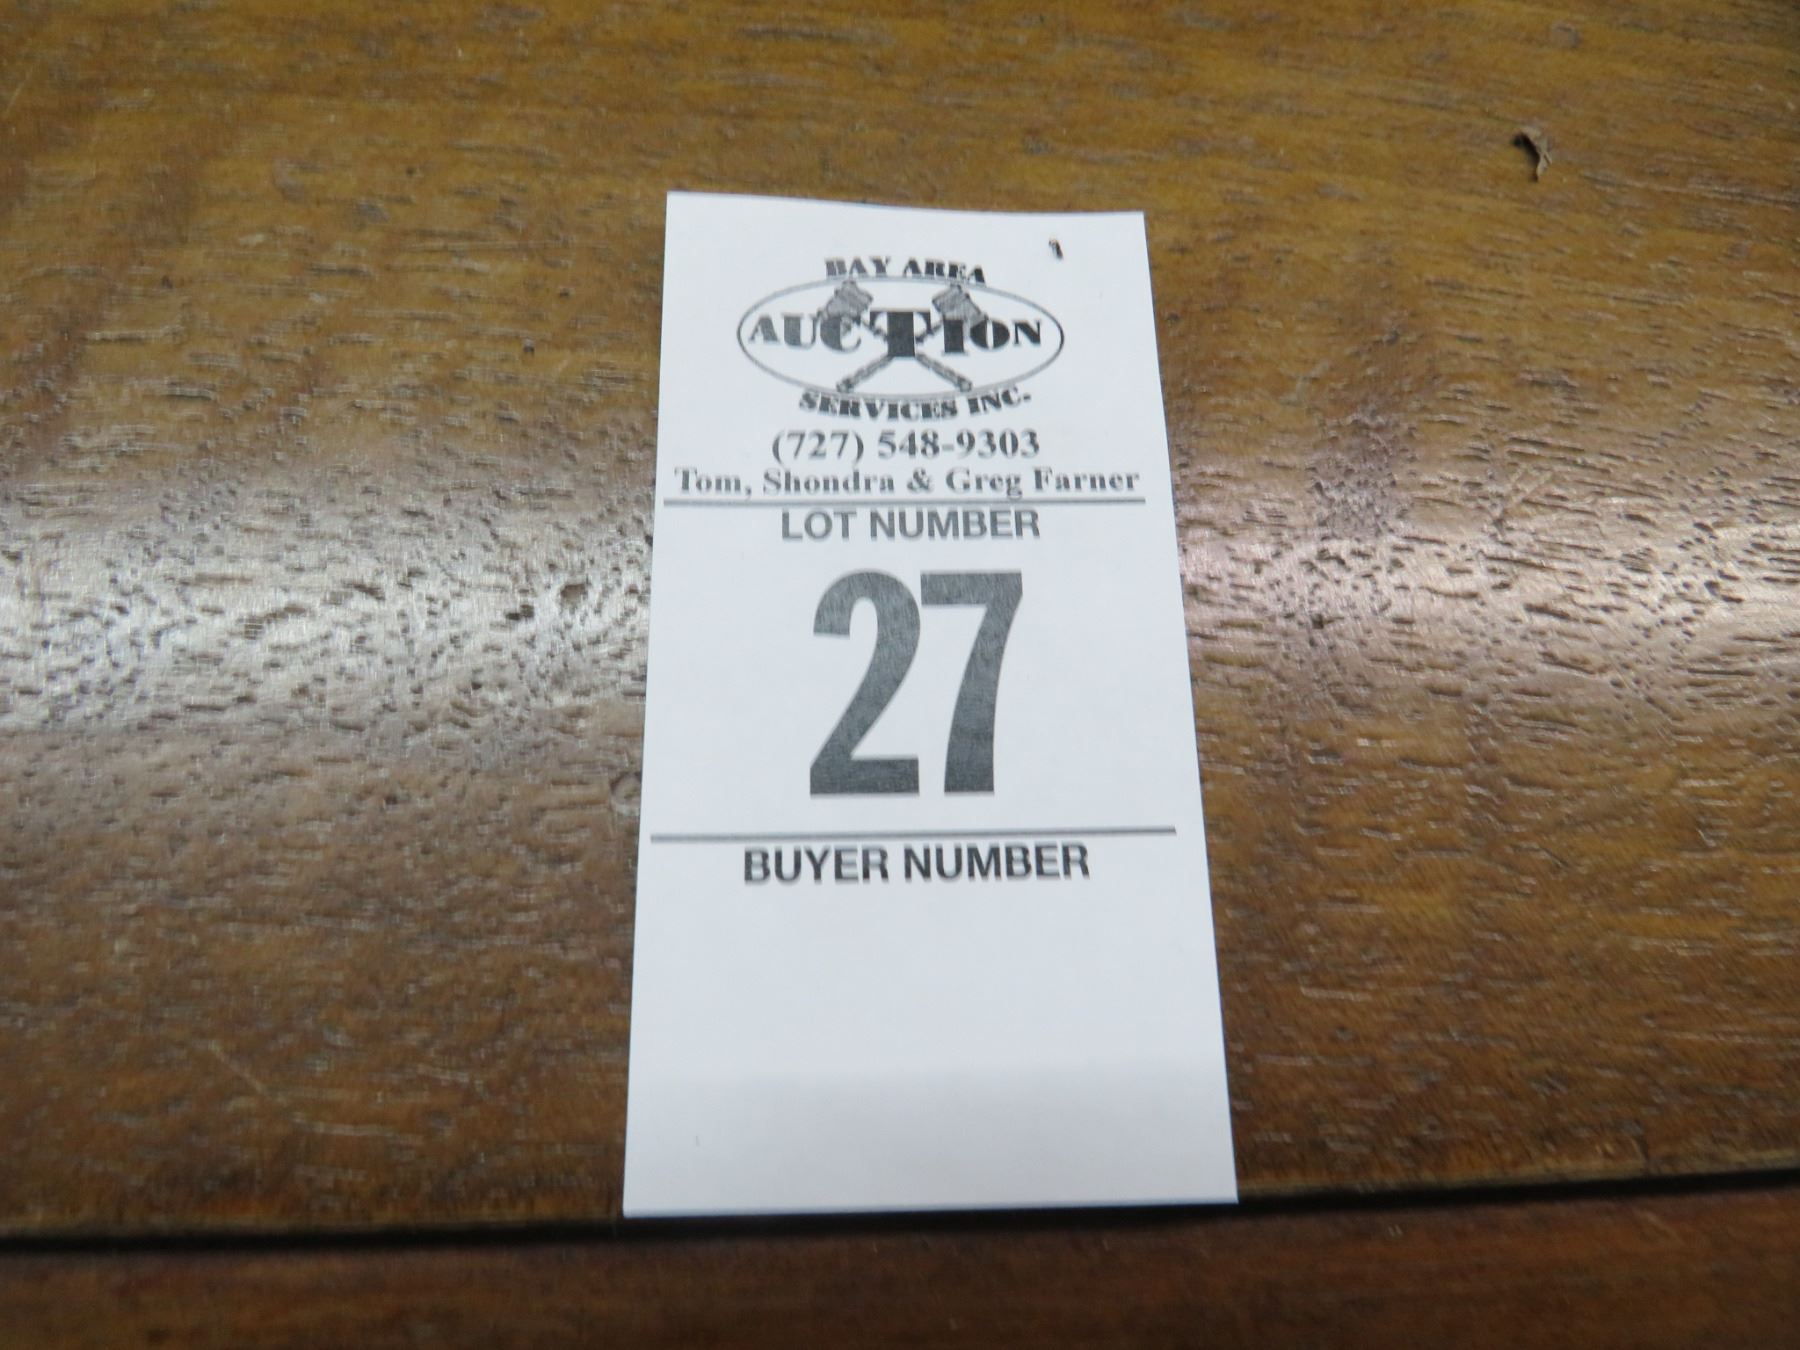 BAY AREA
AUCTION
SERVICES INC.
(727) 548-9303
Tom, Shondra & Greg Farner
LOT NUMBER
27
BUYER NUMBER